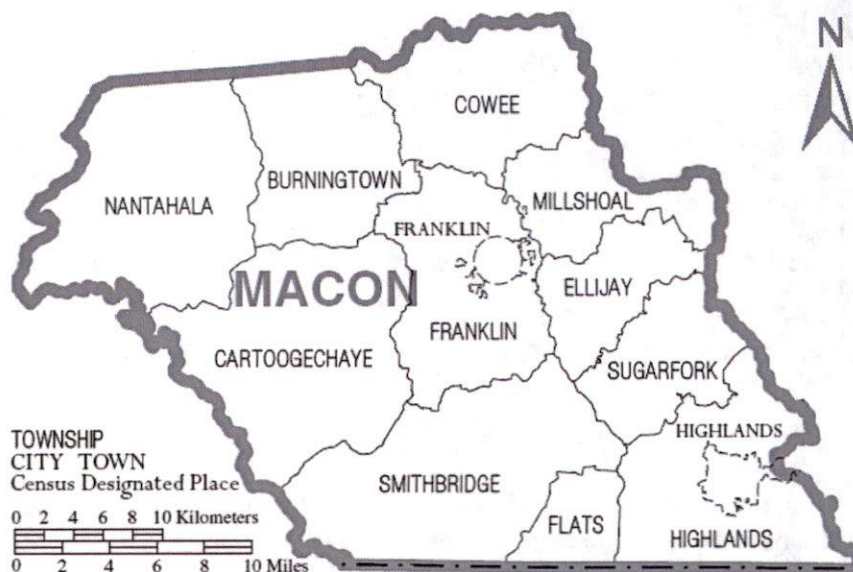 N
COWEE
NANTAHALA
BURNINGTOWN
MILLSHOAL
FRANKLIN
MACON
ELLIJAY
CARTOOGECHAYE
FRANKLIN
SUGARFORK
HIGHLANDS
SMITHBRIDGE
FLATS
HIGHLANDS
TOWNSHIP
CITY TOWN
Census Designated Place
0 2 4 6 8 10 Kilometers
0 2 4 6 8 10 Miles